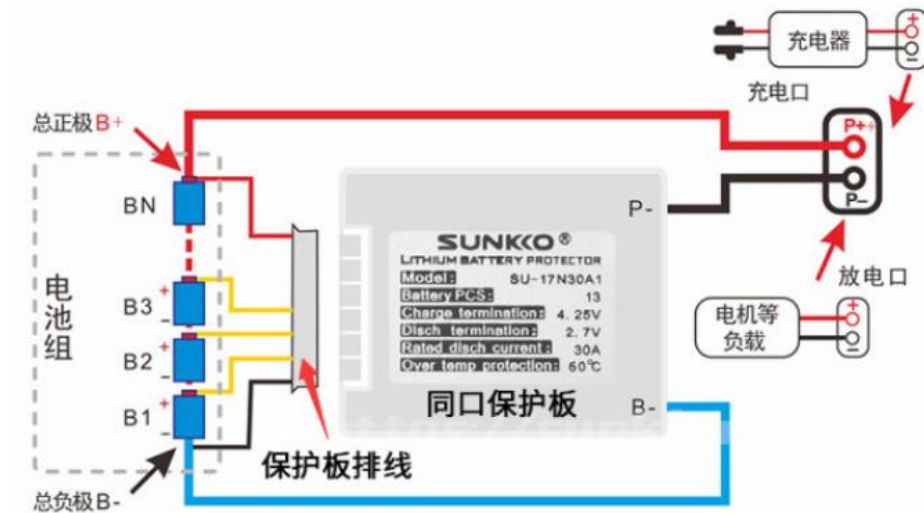 充电器
+
−
充电口
总正极B+
P++
P-
BN
P-
SUNKKO®
LITHIUM BATTERY PROTECTOR
Model: SU-17N30A1
Battery PCS: 13
Charge termination: 4.25V
Disch termination: 2.7V
Rated disch current: 30A
Over temp protection: 60℃
同口保护板
B-
放电口
电机等
负载
+
−
电池组
+
B3
-
+
B2
-
+
B1
-
保护板排线
总负极B-